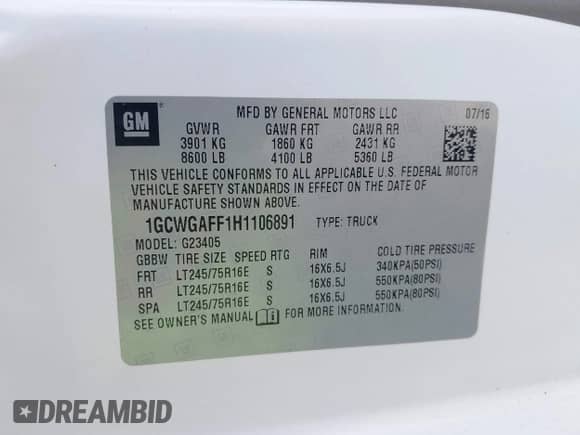 GM
MFD BY GENERAL MOTORS LLC 07/16
GVWR GAWR FRT GAWR RR
3901 KG 1860 KG 2431 KG
8600 LB 4100 LB 5360 LB
THIS VEHICLE CONFORMS TO ALL APPLICABLE U.S. FEDERAL MOTOR
VEHICLE SAFETY STANDARDS IN EFFECT ON THE DATE OF
MANUFACTURE SHOWN ABOVE.
1GCWGAFF1H1106891 TYPE: TRUCK
MODEL: G23405
GBBW TIRE SIZE SPEED RTG RIM COLD TIRE PRESSURE
FRT LT245/75R16E S 16X6.5J 340KPA(50PSI)
RR LT245/75R16E S 16X6.5J 550KPA(80PSI)
SPA LT245/75R16E S 16X6.5J 550KPA(80PSI)
SEE OWNER'S MANUAL FOR MORE INFORMATION.
DREAMBID